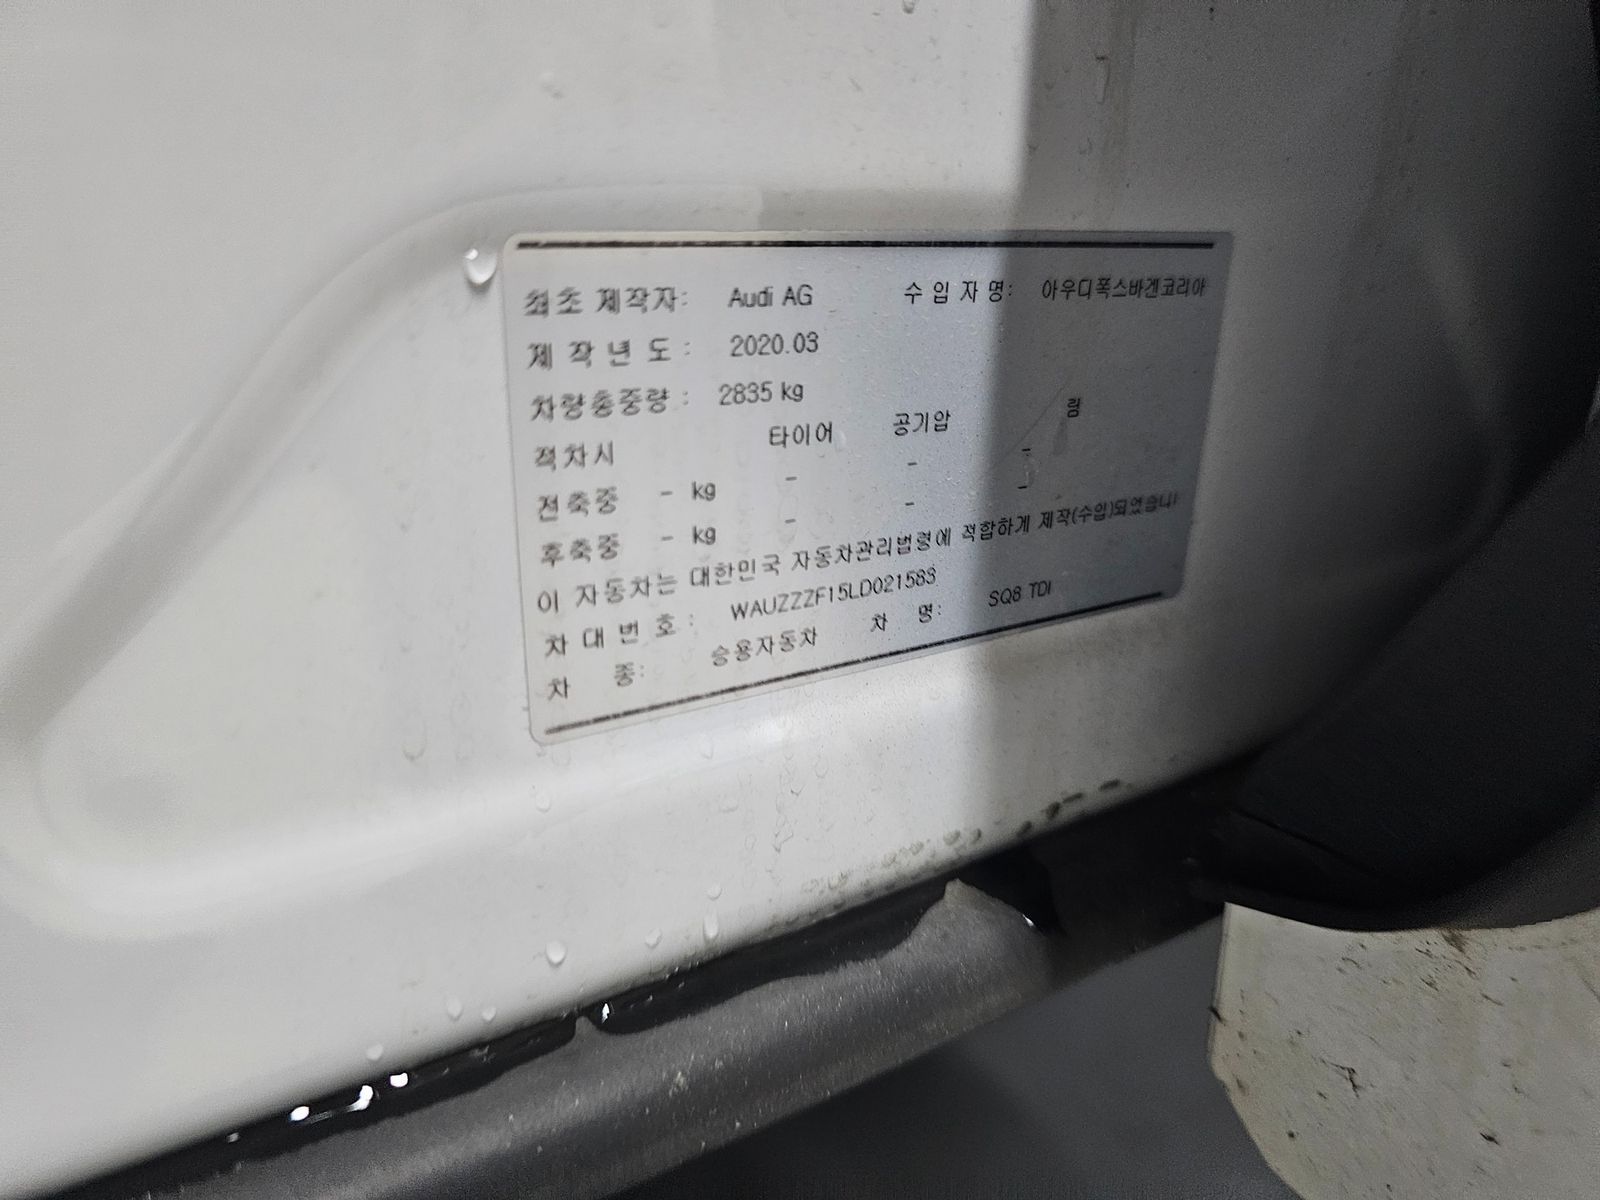 최초 제작자: Audi AG 수 입 자 명: 아우디폭스바겐코리아
제 작 년 도 : 2020.03
차량총중량 : 2835 kg
적차시 타이어 공기압 림
전축중 - kg - - -
후축중 - kg - - -
이 자동차는 대한민국 자동차관리법령에 적합하게 제작(수입)되었습니
차 대 번 호 : WAUZZZF15LD021583
차 종: 승용자동차 차 명: SQ8 TDI